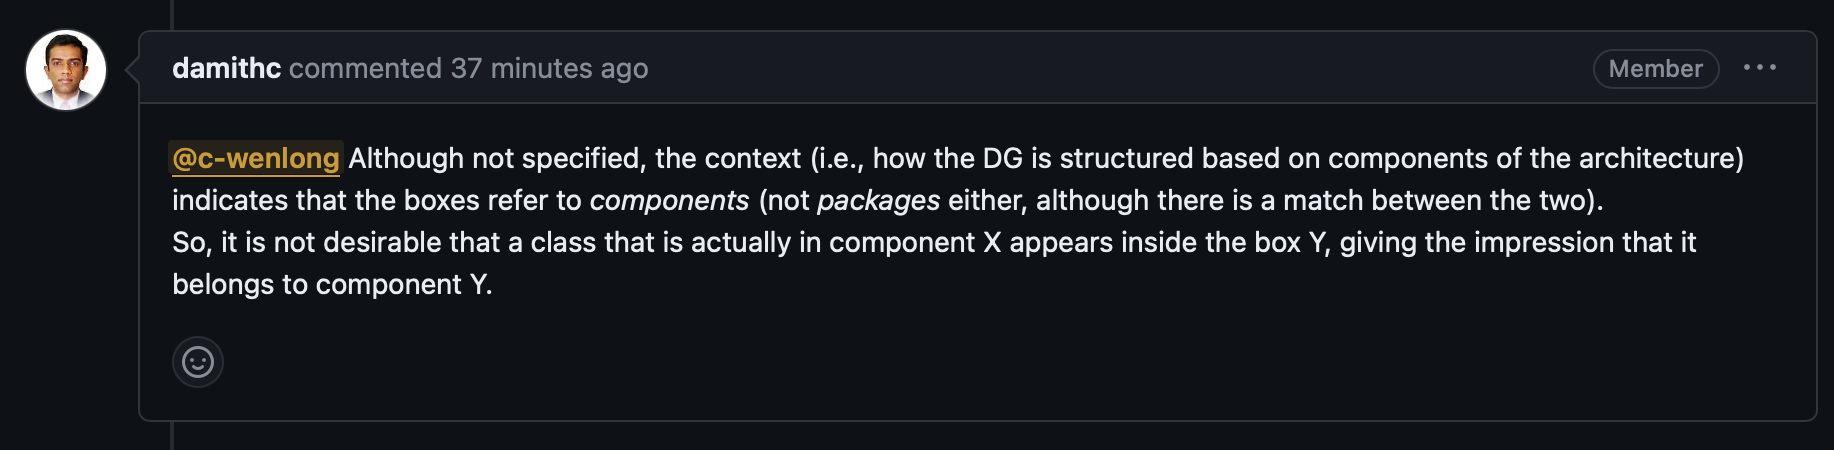 damithc commented 37 minutes ago
Member
@c-wenlong Although not specified, the context (i.e., how the DG is structured based on components of the architecture)
indicates that the boxes refer to components (not packages either, although there is a match between the two).
So, it is not desirable that a class that is actually in component X appears inside the box Y, giving the impression that it
belongs to component Y.